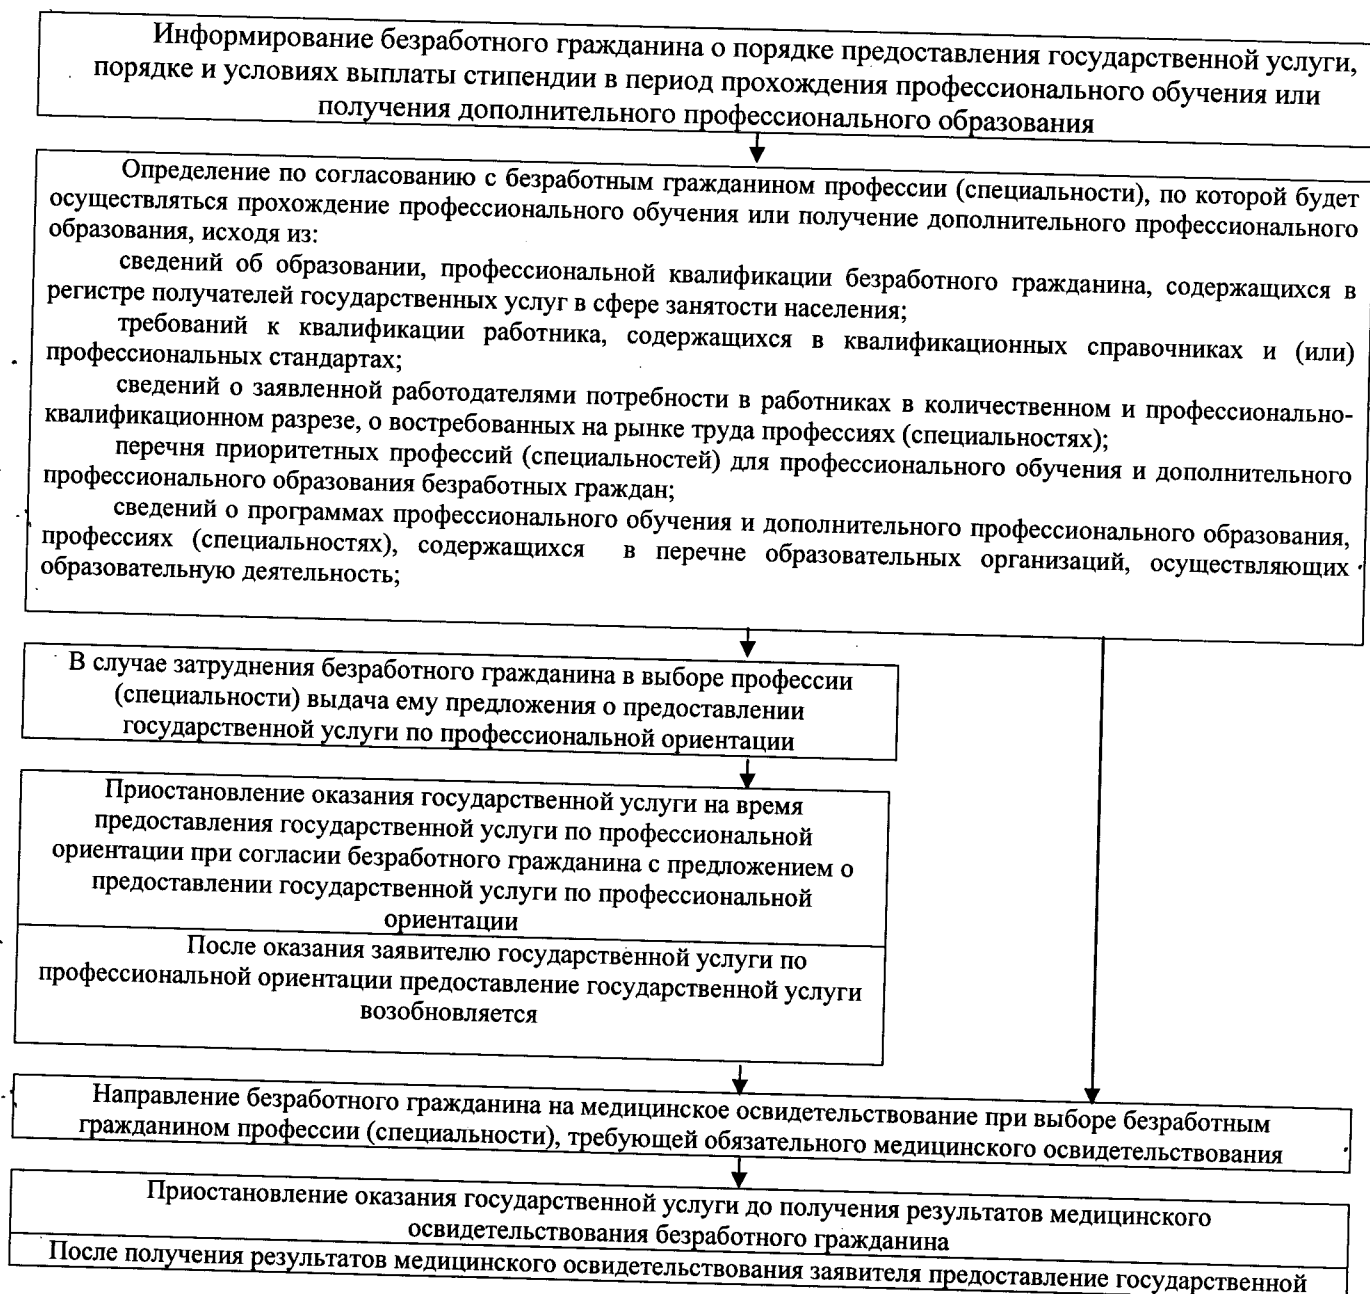 Информирование безработного гражданина о порядке предоставления государственной услуги,
порядке и условиях выплаты стипендии в период прохождения профессионального обучения или
получения дополнительного профессионального образования
Определение по согласованию с безработным гражданином профессии (специальности), по которой будет
осуществляться прохождение профессионального обучения или получение дополнительного профессионального
образования, исходя из:
сведений об образовании, профессиональной квалификации безработного гражданина, содержащихся в
регистре получателей государственных услуг в сфере занятости населения;
требований к квалификации работника, содержащихся в квалификационных справочниках и (или)
профессиональных стандартах;
сведений о заявленной работодателями потребности в работниках в количественном и профессионально-
квалификационном разрезе, о востребованных на рынке труда профессиях (специальностях);
перечня приоритетных профессий (специальностей) для профессионального обучения и дополнительного
профессионального образования безработных граждан;
сведений о программах профессионального обучения и дополнительного профессионального образования,
профессиях (специальностях), содержащихся в перечне образовательных организаций, осуществляющих
образовательную деятельность;
В случае затруднения безработного гражданина в выборе профессии
(специальности) выдача ему предложения о предоставлении
государственной услуги по профессиональной ориентации
Приостановление оказания государственной услуги на время
предоставления государственной услуги по профессиональной
ориентации при согласии безработного гражданина с предложением о
предоставлении государственной услуги по профессиональной
ориентации
После оказания заявителю государственной услуги по
профессиональной ориентации предоставление государственной услуги
возобновляется
Направление безработного гражданина на медицинское освидетельствование при выборе безработным
гражданином профессии (специальности), требующей обязательного медицинского освидетельствования
Приостановление оказания государственной услуги до получения результатов медицинского
освидетельствования безработного гражданина
После получения результатов медицинского освидетельствования заявителя предоставление государственной